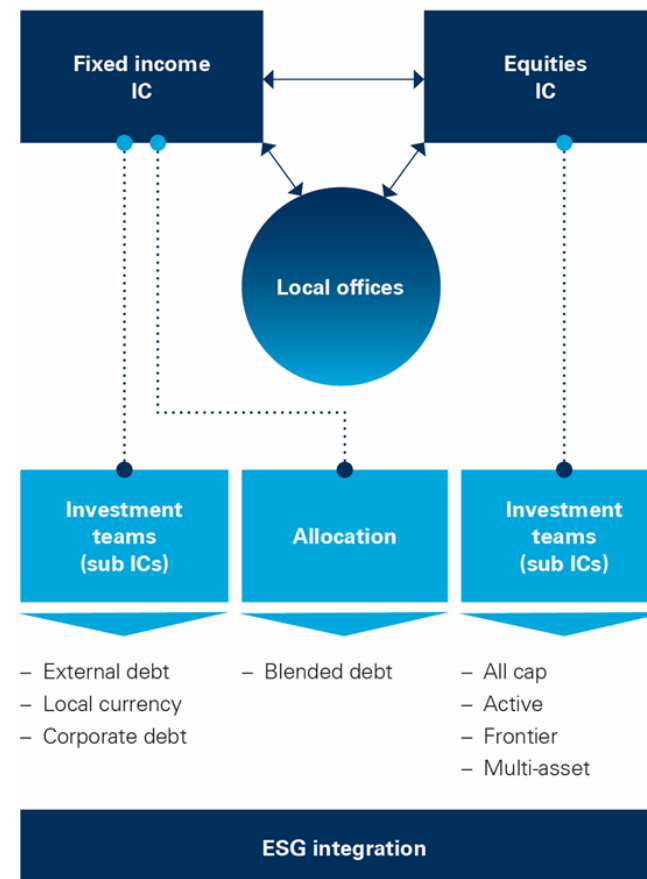 Fixed income
IC
Equities
IC
Local offices
Investment
teams
(sub ICs)
Allocation
Investment
teams
(sub ICs)
– External debt
– Local currency
– Corporate debt
– Blended debt
– All cap
– Active
– Frontier
– Multi-asset
ESG integration